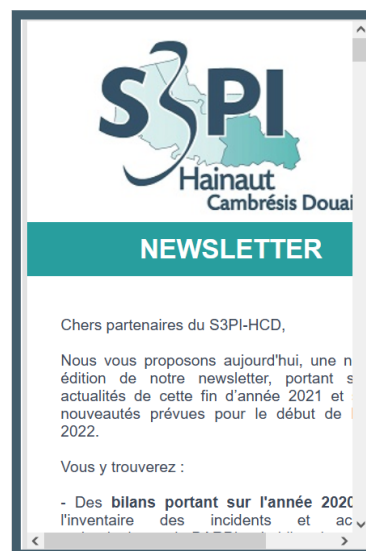 S3PI
Hainaut
Cambrésis Douai
NEWSLETTER
Chers partenaires du S3PI-HCD,
Nous vous proposons aujourd'hui, une n
édition de notre newsletter, portant s
actualités de cette fin d'année 2021 et
nouveautés prévues pour le début de
2022.
Vous y trouverez :
- Des bilans portant sur l'année 2020
l'inventaire des incidents et ac